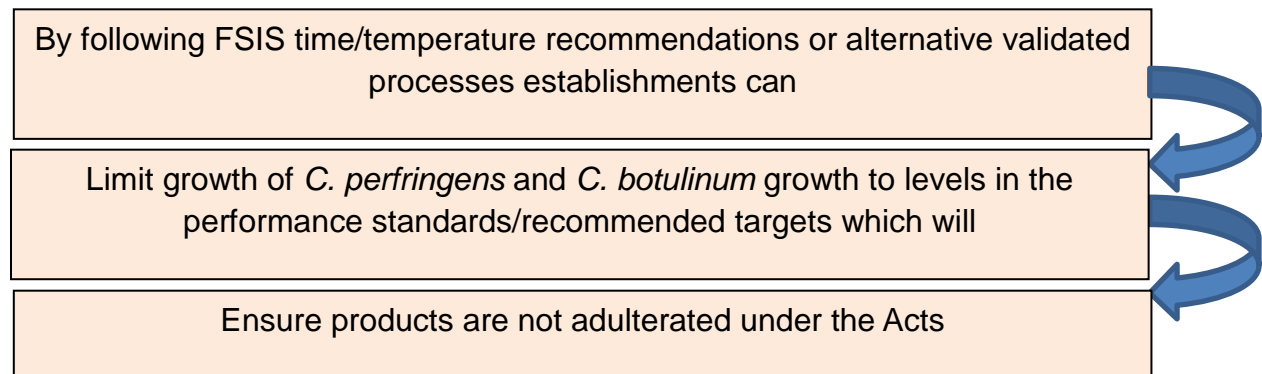 By following FSIS time/temperature recommendations or alternative validated
processes establishments can
Limit growth of C. perfringens and C. botulinum growth to levels in the
performance standards/recommended targets which will
Ensure products are not adulterated under the Acts